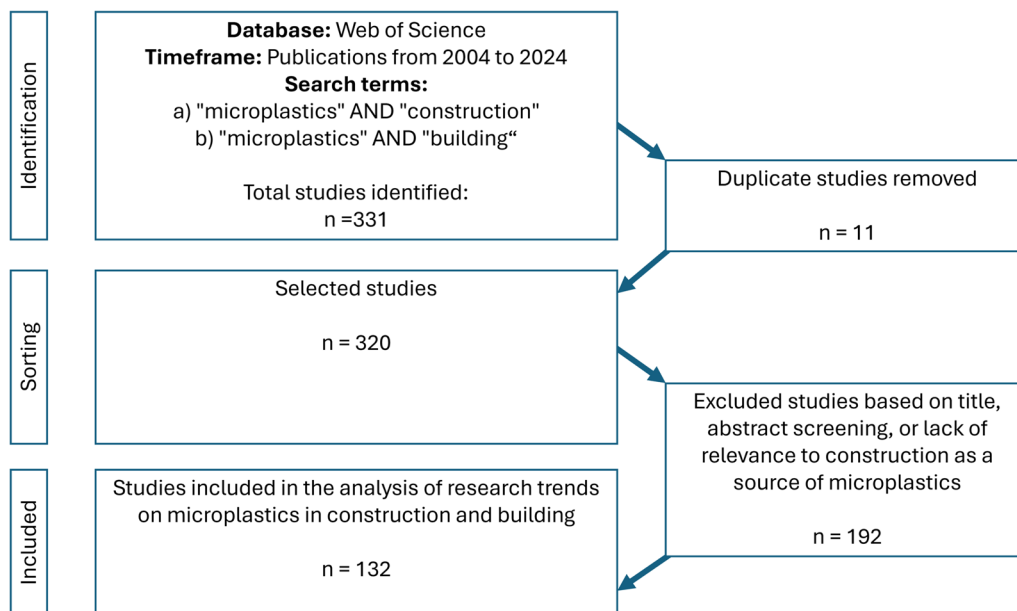 Identification
Database: Web of Science
Timeframe: Publications from 2004 to 2024
Search terms:
a) "microplastics" AND "construction"
b) "microplastics" AND "building“
Total studies identified:
n =331
Duplicate studies removed
n = 11
Sorting
Selected studies
n = 320
Excluded studies based on title,
abstract screening, or lack of
relevance to construction as a
source of microplastics
n = 192
Included
Studies included in the analysis of research trends
on microplastics in construction and building
n = 132